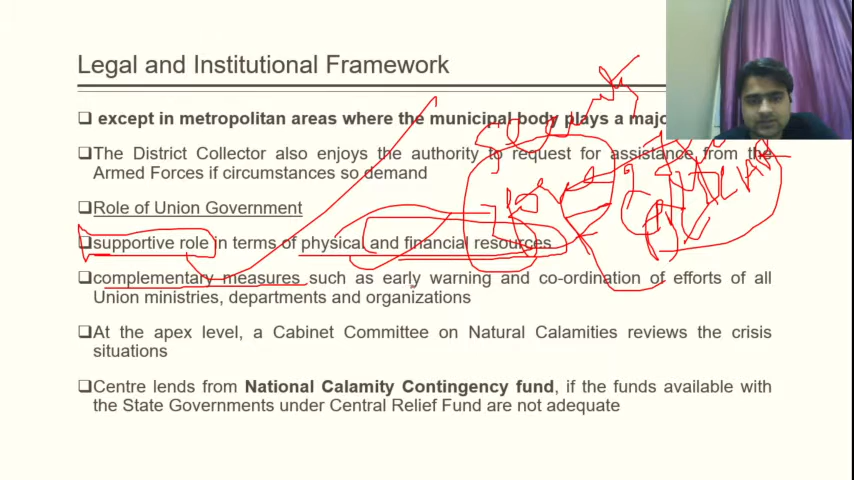 Legal and Institutional Framework
❑ except in metropolitan areas where the municipal body plays a major
❑The District Collector also enjoys the authority to request for assistance from the
Armed Forces if circumstances so demand
❑Role of Union Government
❑supportive role in terms of physical and financial resources
❑complementary measures such as early warning and co-ordination of efforts of all
Union ministries, departments and organizations
❑At the apex level, a Cabinet Committee on Natural Calamities reviews the crisis
situations
❑Centre lends from National Calamity Contingency fund, if the funds available with
the State Governments under Central Relief Fund are not adequate